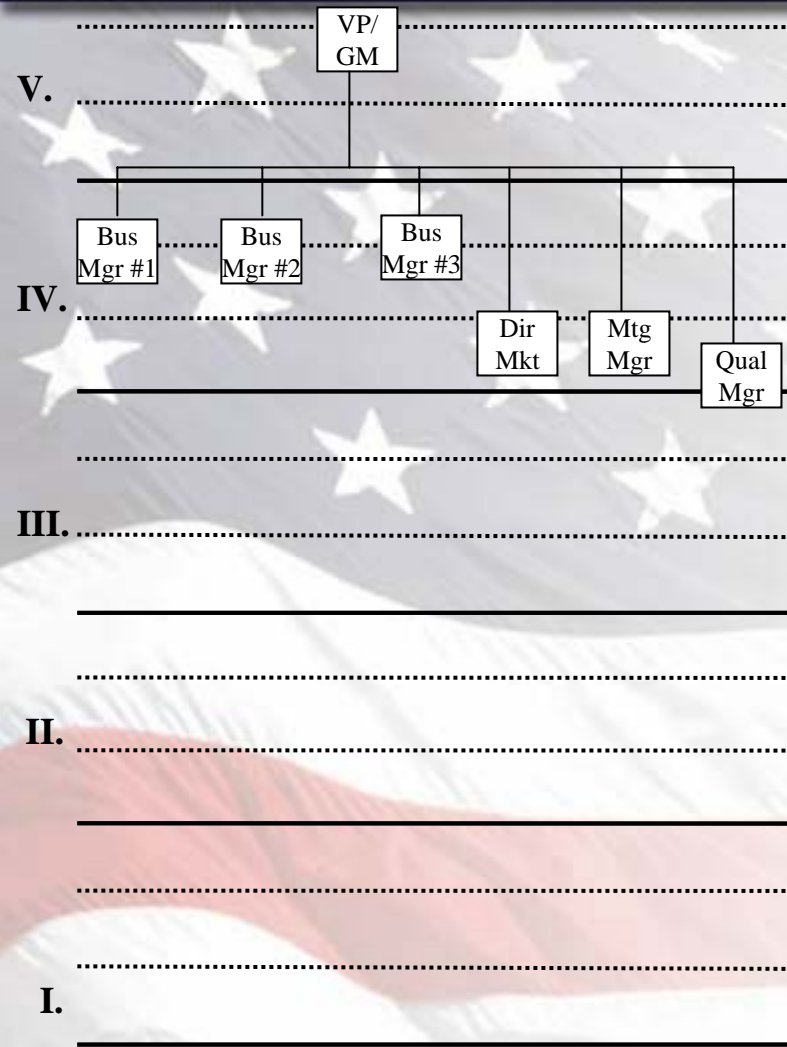 VP/
GM
V.
Bus
Mgr #1
Bus
Mgr #2
Bus
Mgr #3
IV.
Dir
Mkt
Mtg
Mgr
Qual
Mgr
III.
II.
I.